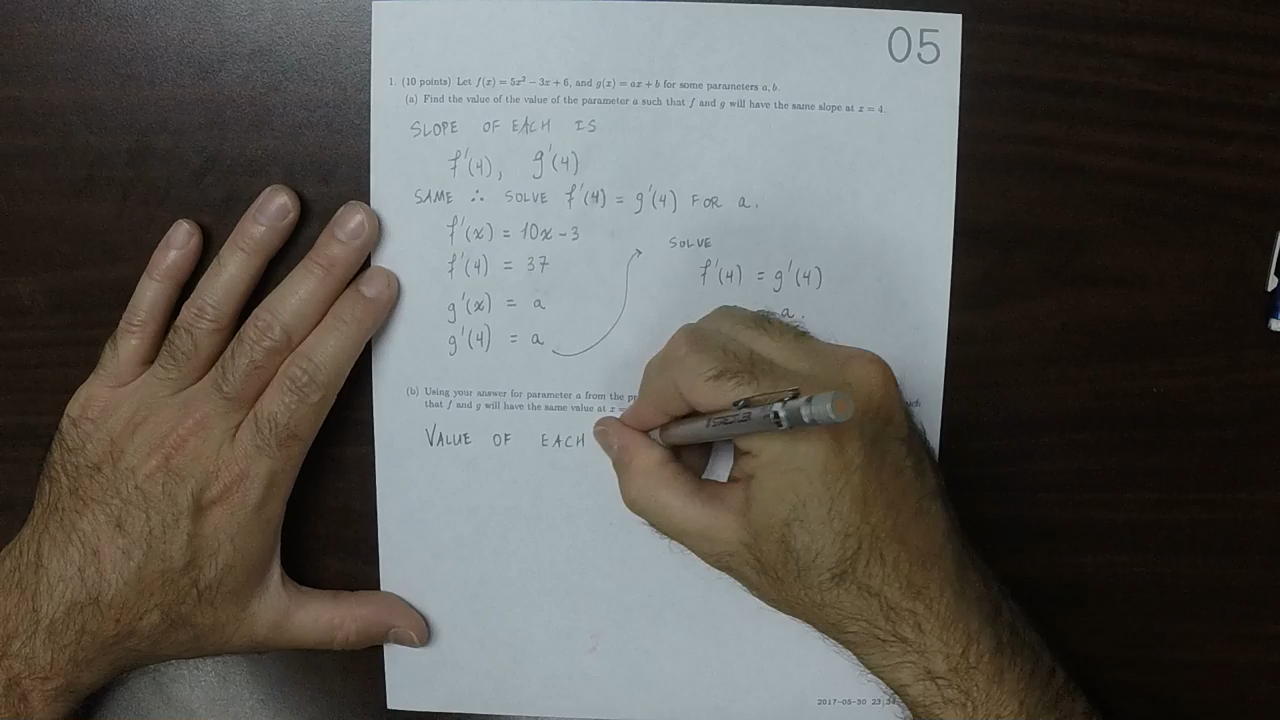 05
1. (10 points) Let f(x) = 5x² − 3x + 6, and g(x) = ax + b for some parameters a, b.
(a) Find the value of the value of the parameter a such that f and g will have the same slope at x = 4.
SLOPE OF EACH IS
f'(4), g'(4)
SAME ∴ SOLVE f'(4) = g'(4) FOR a.
f'(x) = 10x - 3
f'(4) = 37
g'(x) = a
g'(4) = a
SOLVE
f'(4) = g'(4)
a.
(b) Using your answer for parameter a from the
that f and g will have the same value at x =
VALUE OF EACH
2017-05-30 23